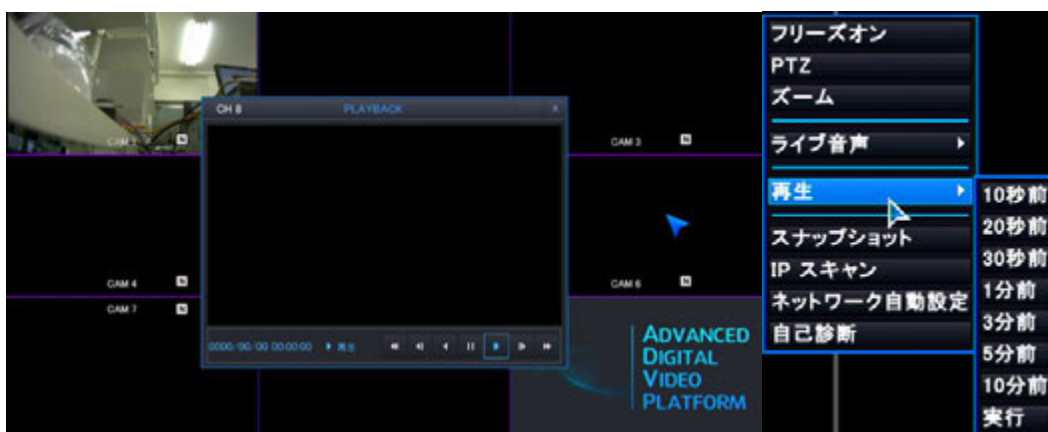 CH 8 PLAYBACK ×
CAM 3
CAM 4
CAM 6
CAM 7
0000/00/00 00:00:00 再生
ADVANCED
DIGITAL
VIDEO
PLATFORM
フリーズオン
PTZ
ズーム
ライブ音声
再生
スナップショット
IP スキャン
ネットワーク自動設定
自己診断
10秒前
20秒前
30秒前
1分前
3分前
5分前
10分前
実行